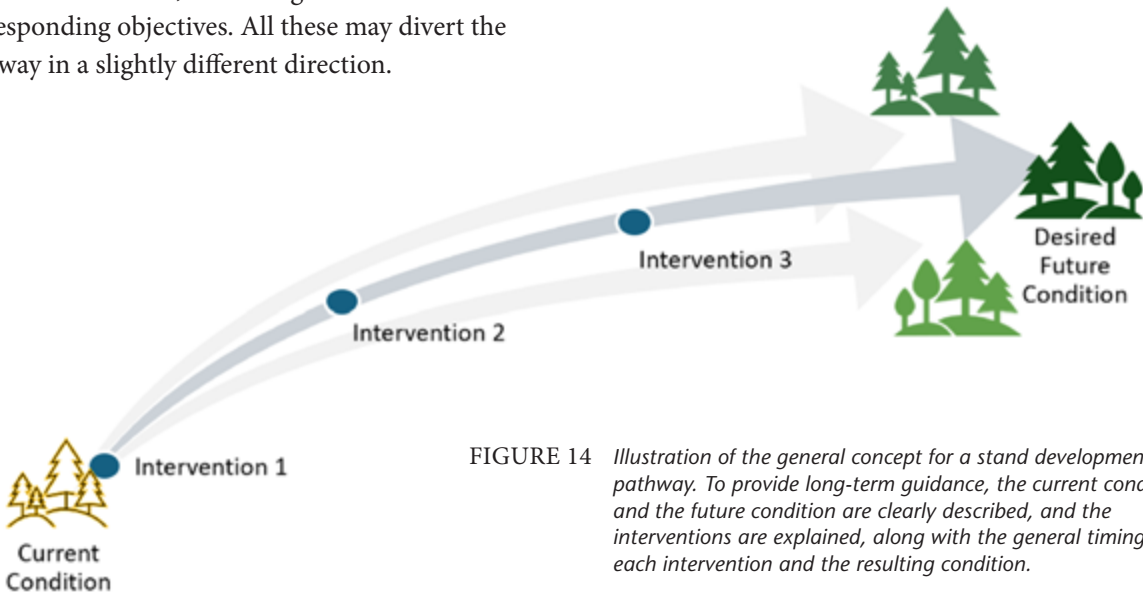 esponding objectives. All these may divert the
way in a slightly different direction.
Desired
Future
Condition
Intervention 3
Intervention 2
Intervention 1
Current
Condition
FIGURE 14 Illustration of the general concept for a stand developmen
pathway. To provide long-term guidance, the current cond
and the future condition are clearly described, and the
interventions are explained, along with the general timing
each intervention and the resulting condition.